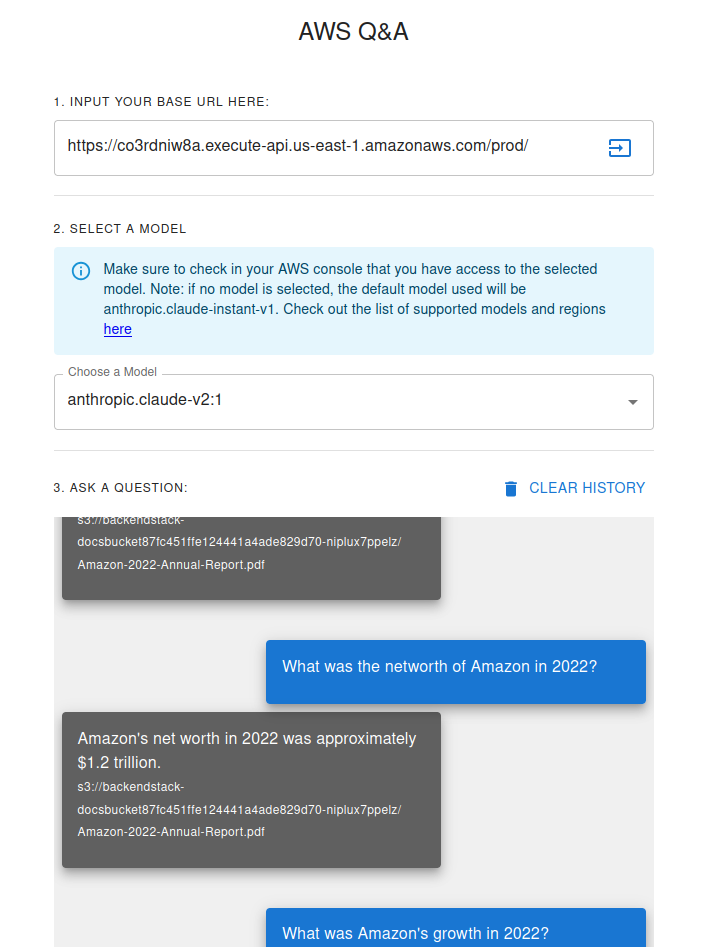 AWS Q&A
1. INPUT YOUR BASE URL HERE:
https://co3rdniw8a.execute-api.us-east-1.amazonaws.com/prod/
2. SELECT A MODEL
Make sure to check in your AWS console that you have access to the selected
model. Note: if no model is selected, the default model used will be
anthropic.claude-instant-v1. Check out the list of supported models and regions
here
Choose a Model
anthropic.claude-v2:1
3. ASK A QUESTION:
CLEAR HISTORY
s3://backendstack-
docsbucket87fc451ffe124441a4ade829d70-niplux7ppelz/
Amazon-2022-Annual-Report.pdf
What was the networth of Amazon in 2022?
Amazon's net worth in 2022 was approximately
$1.2 trillion.
s3://backendstack-
docsbucket87fc451ffe124441a4ade829d70-niplux7ppelz/
Amazon-2022-Annual-Report.pdf
What was Amazon's growth in 2022?